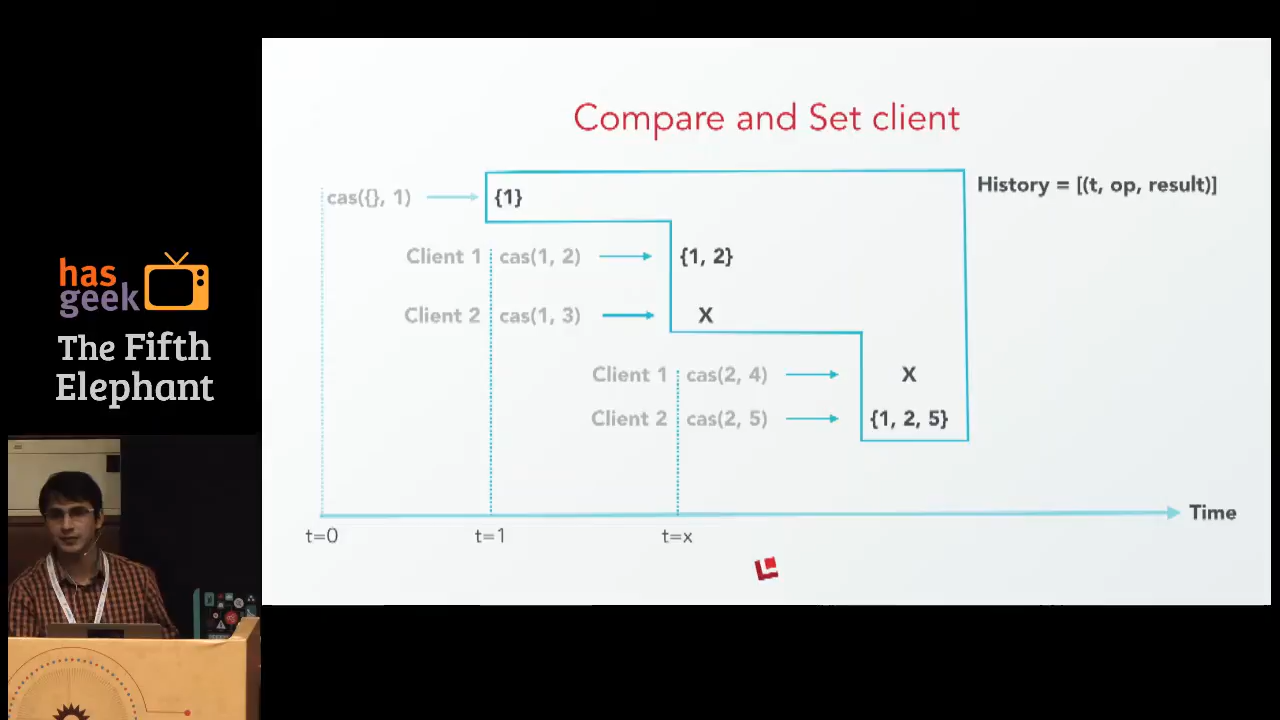 Compare and Set client
cas({}, 1)
{1}
History = [(t, op, result)]
Client 1
cas(1, 2)
{1, 2}
Client 2
cas(1, 3)
X
Client 1
cas(2, 4)
X
Client 2
cas(2, 5)
{1, 2, 5}
Time
t=0
t=1
t=x
has
geek
The Fifth
Elephant